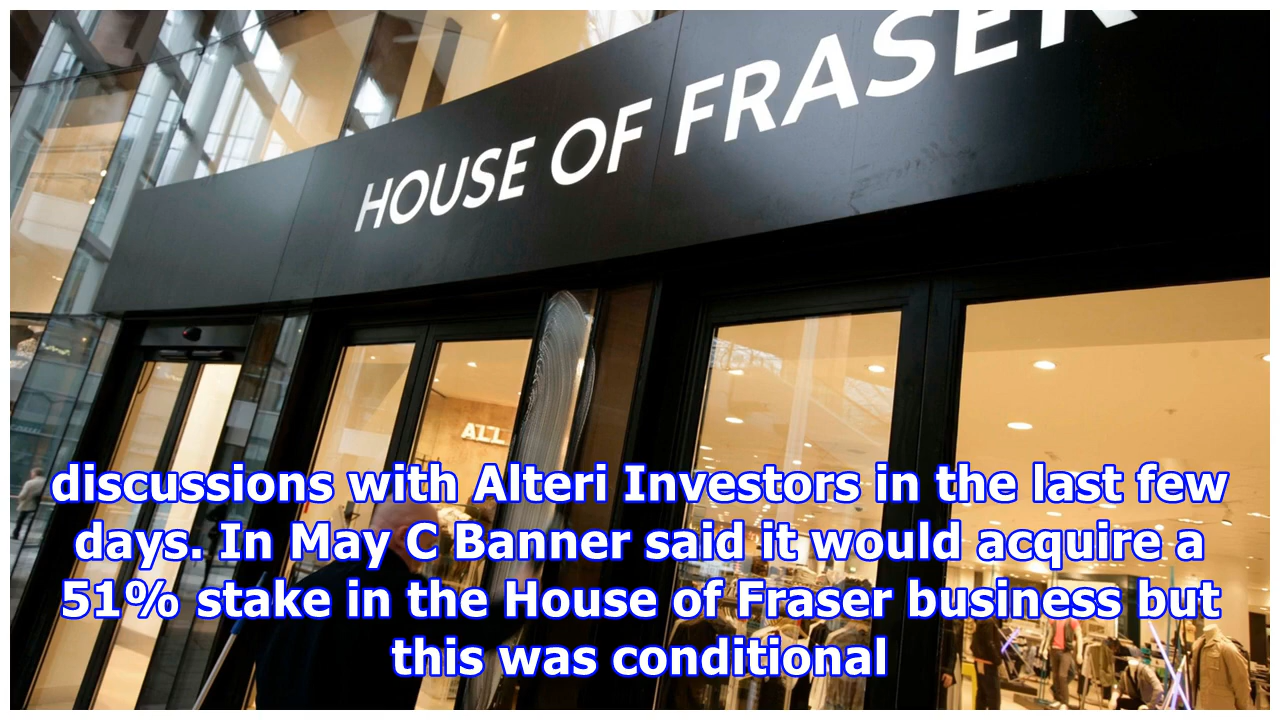 HOUSE OF FRASER
ALL
discussions with Alteri Investors in the last few
days. In May C Banner said it would acquire a
51% stake in the House of Fraser business but
this was conditional